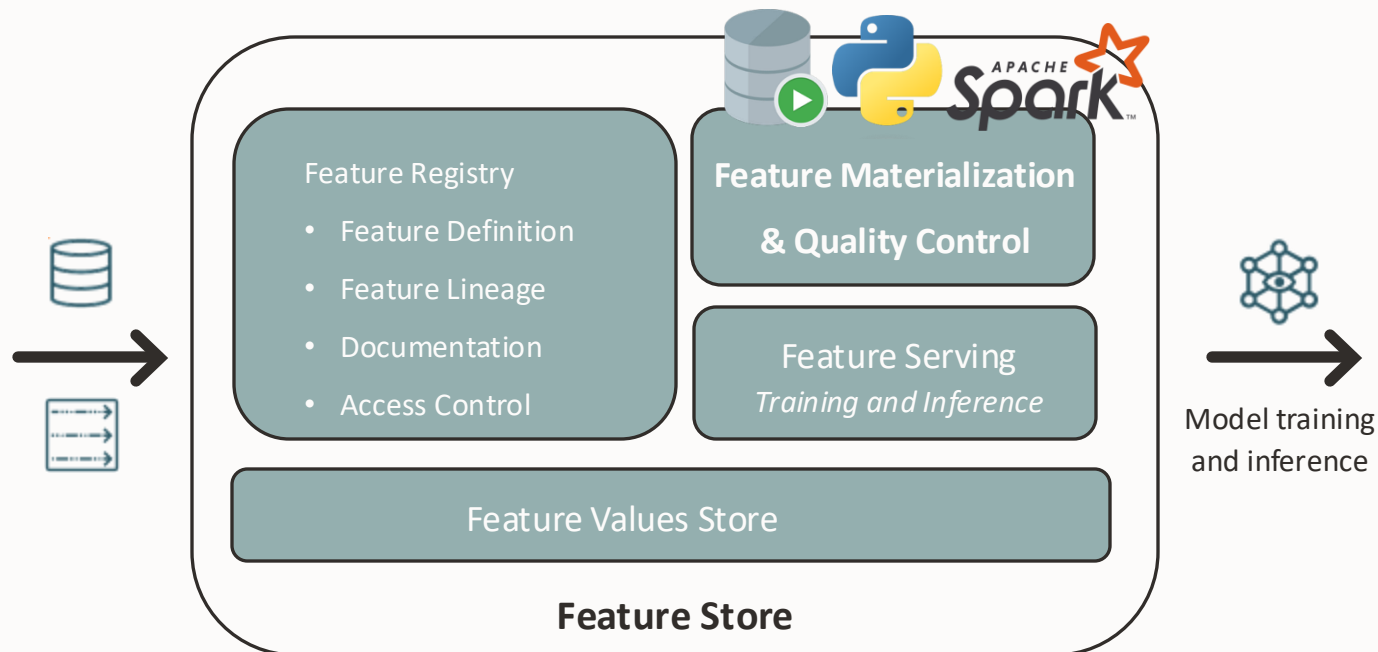 APACHE
Spark™
Feature Registry
• Feature Definition
• Feature Lineage
• Documentation
• Access Control
Feature Materialization
& Quality Control
Feature Serving
Training and Inference
Feature Values Store
Feature Store
Model training
and inference